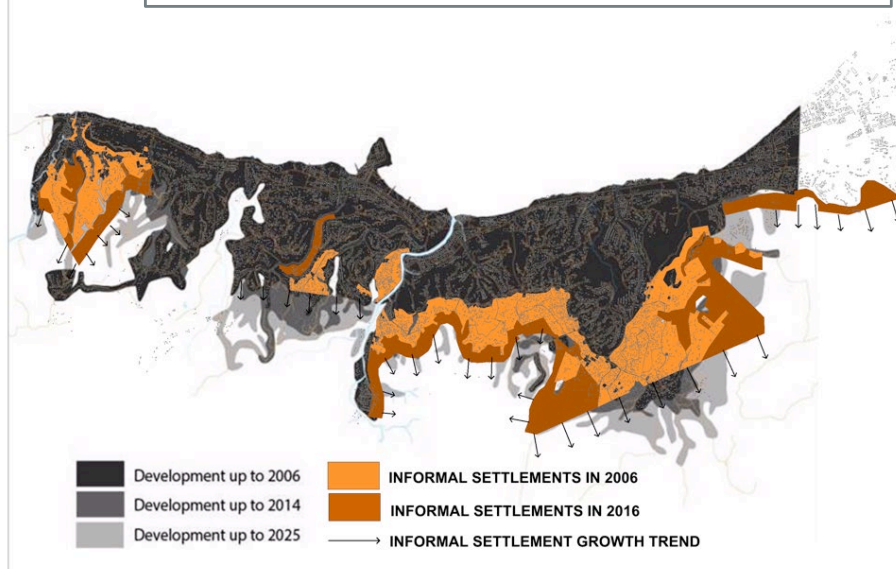 Development up to 2006
Development up to 2014
Development up to 2025
INFORMAL SETTLEMENTS IN 2006
INFORMAL SETTLEMENTS IN 2016
INFORMAL SETTLEMENT GROWTH TREND